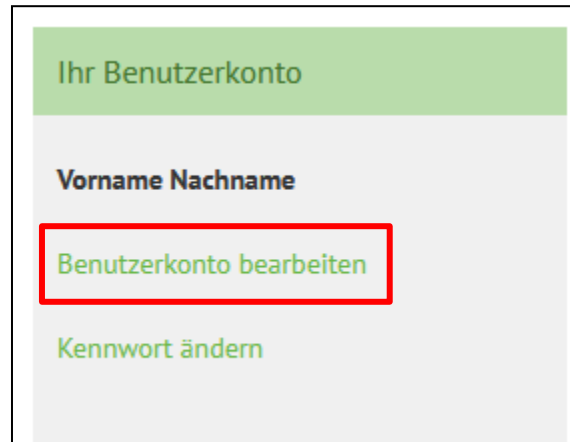 Ihr Benutzerkonto
Vorname Nachname
Benutzerkonto bearbeiten
Kennwort ändern